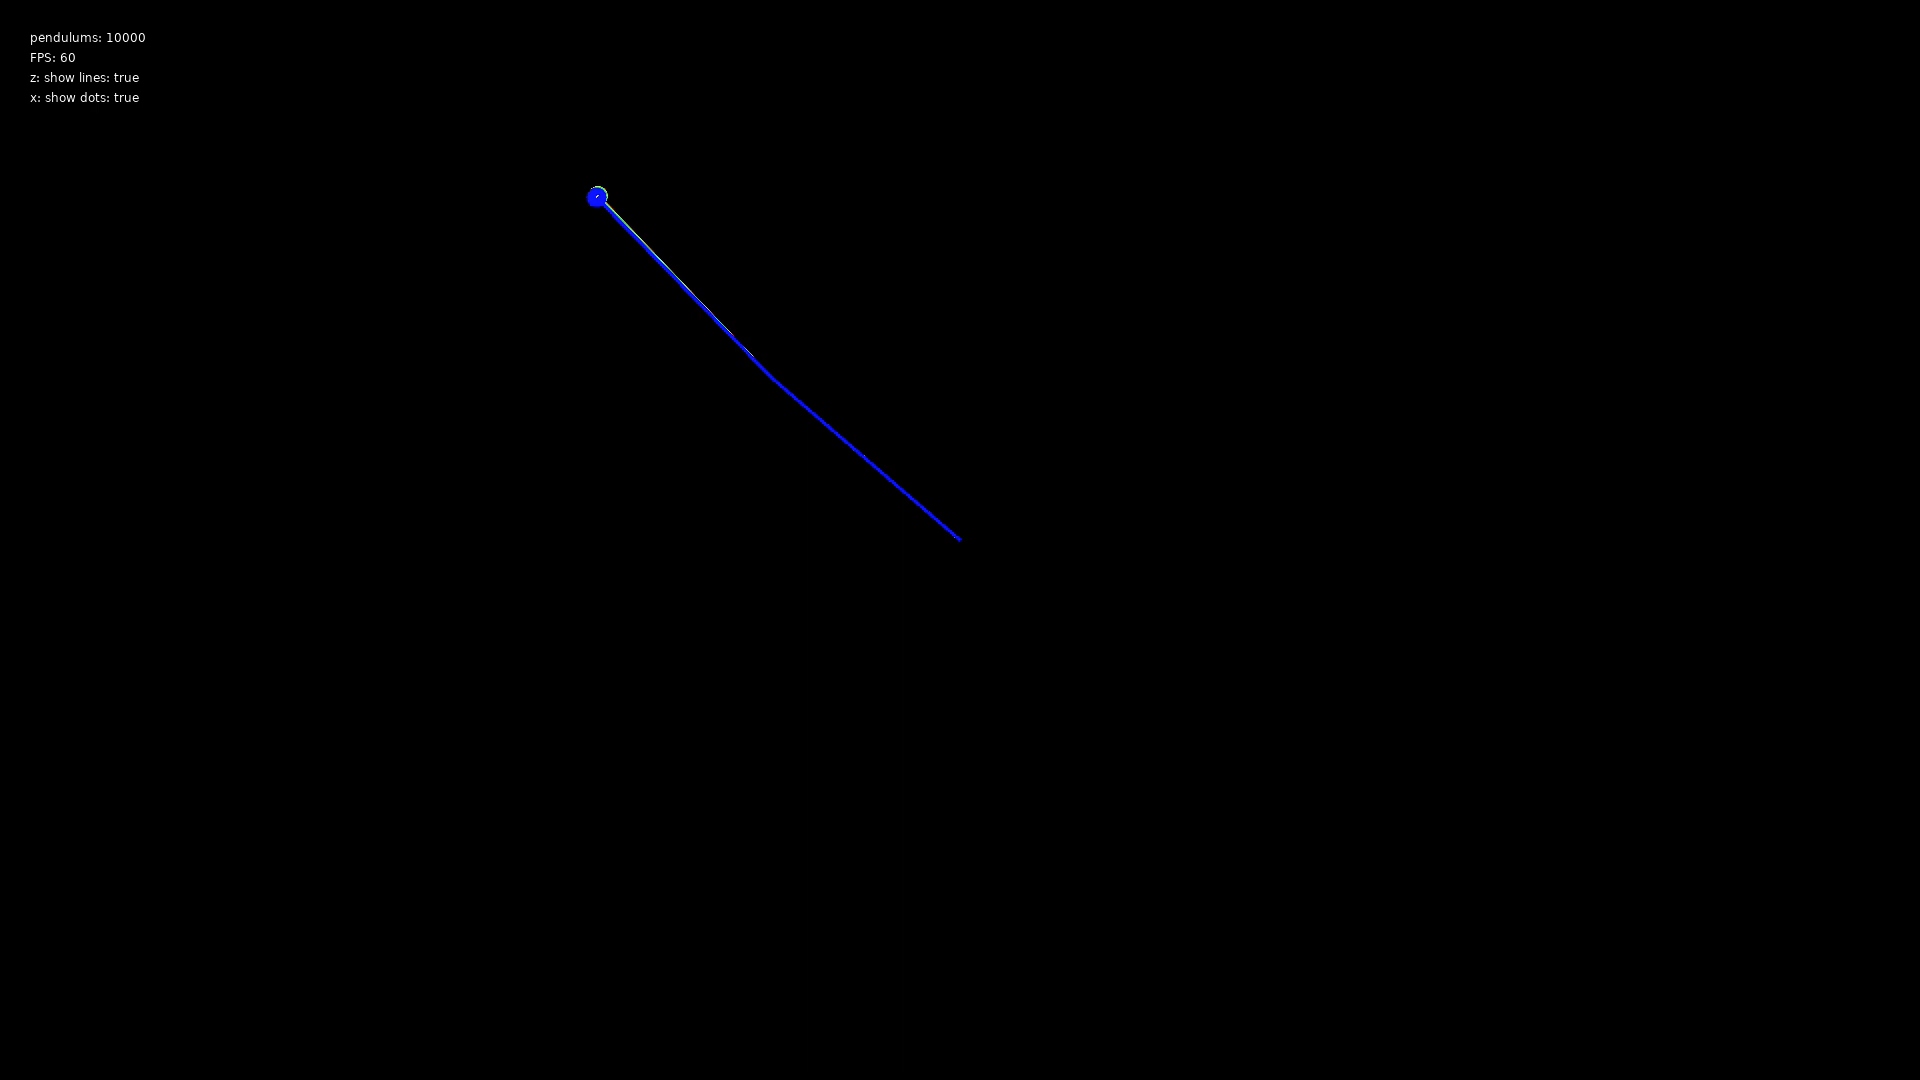 pendulums: 10000
FPS: 60
z: show lines: true
x: show dots: true